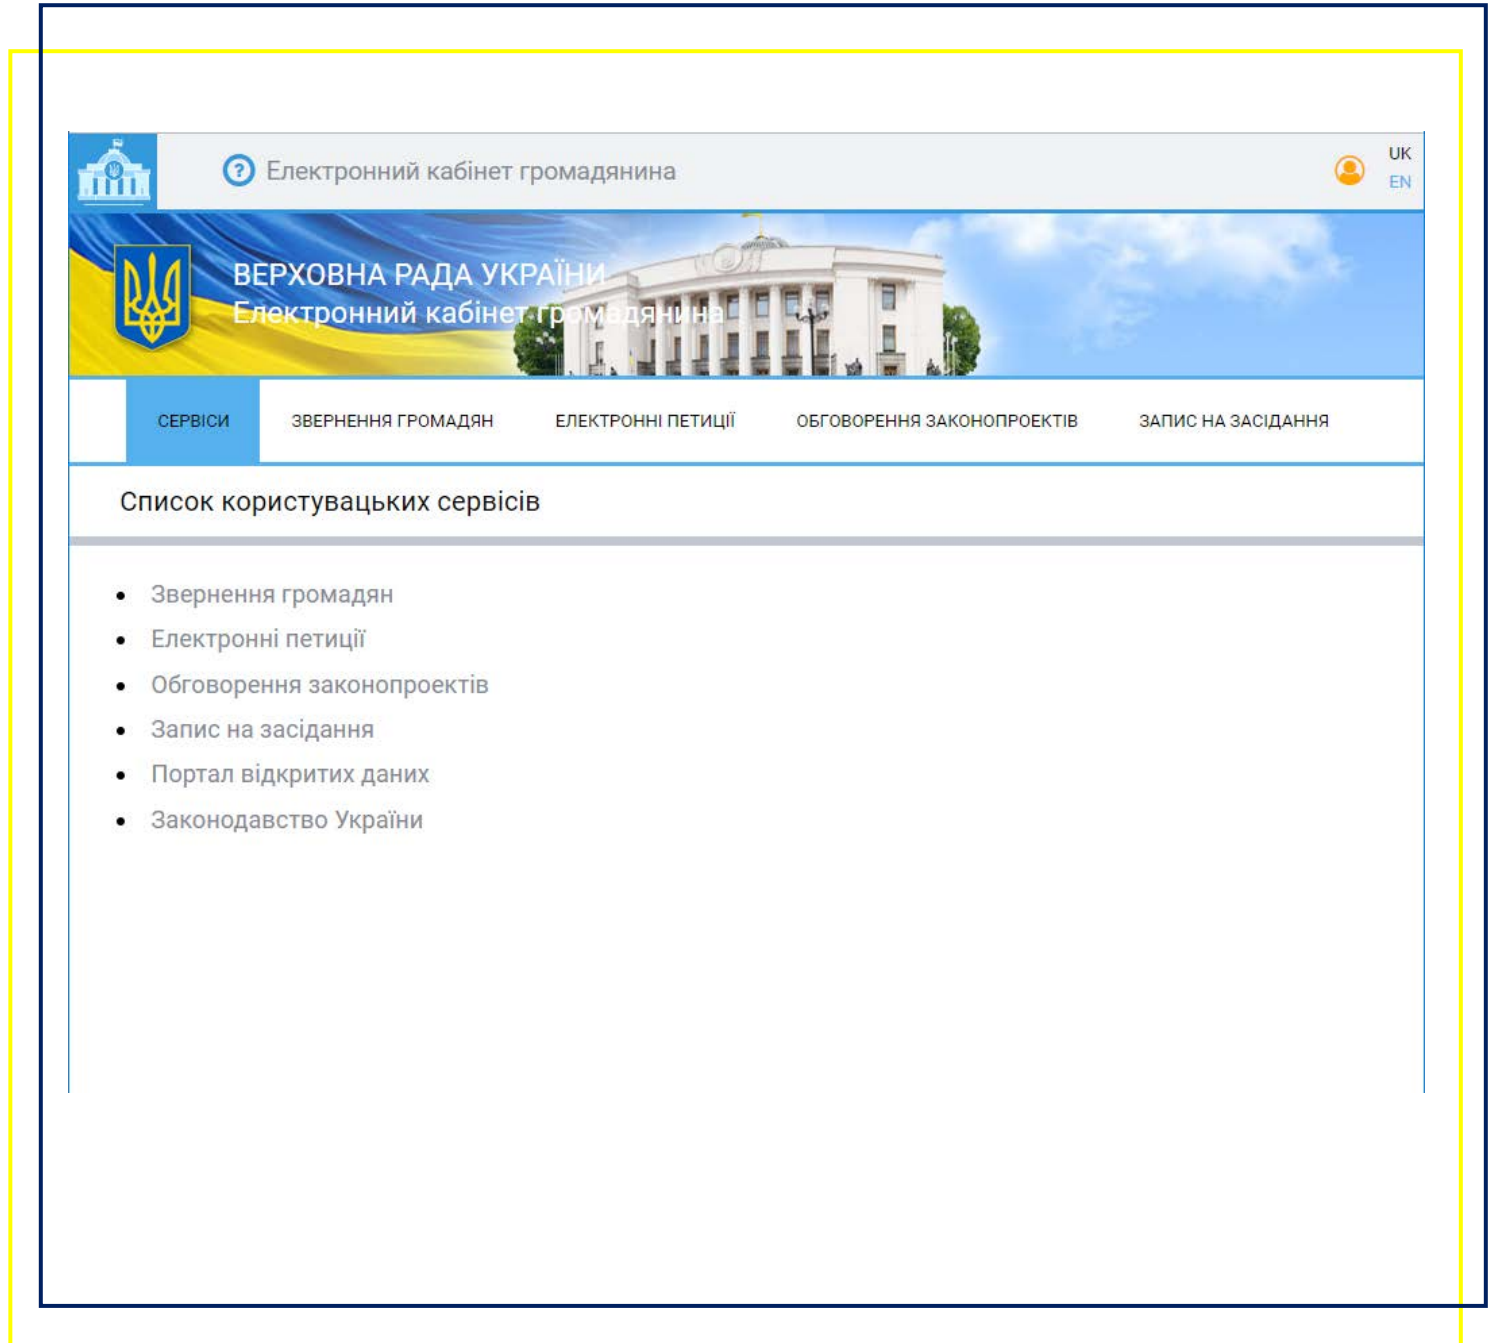 Електронний кабінет громадянина
UK
EN
ВЕРХОВНА РАДА УКРАЇНИ
Електронний кабінет громадянина
СЕРВІСИ ЗВЕРНЕННЯ ГРОМАДЯН ЕЛЕКТРОННІ ПЕТИЦІЇ ОБГОВОРЕННЯ ЗАКОНОПРОЕКТІВ ЗАПИС НА ЗАСІДАННЯ
Список користувацьких сервісів
Звернення громадян
Електронні петиції
Обговорення законопроектів
Запис на засідання
Портал відкритих даних
Законодавство України